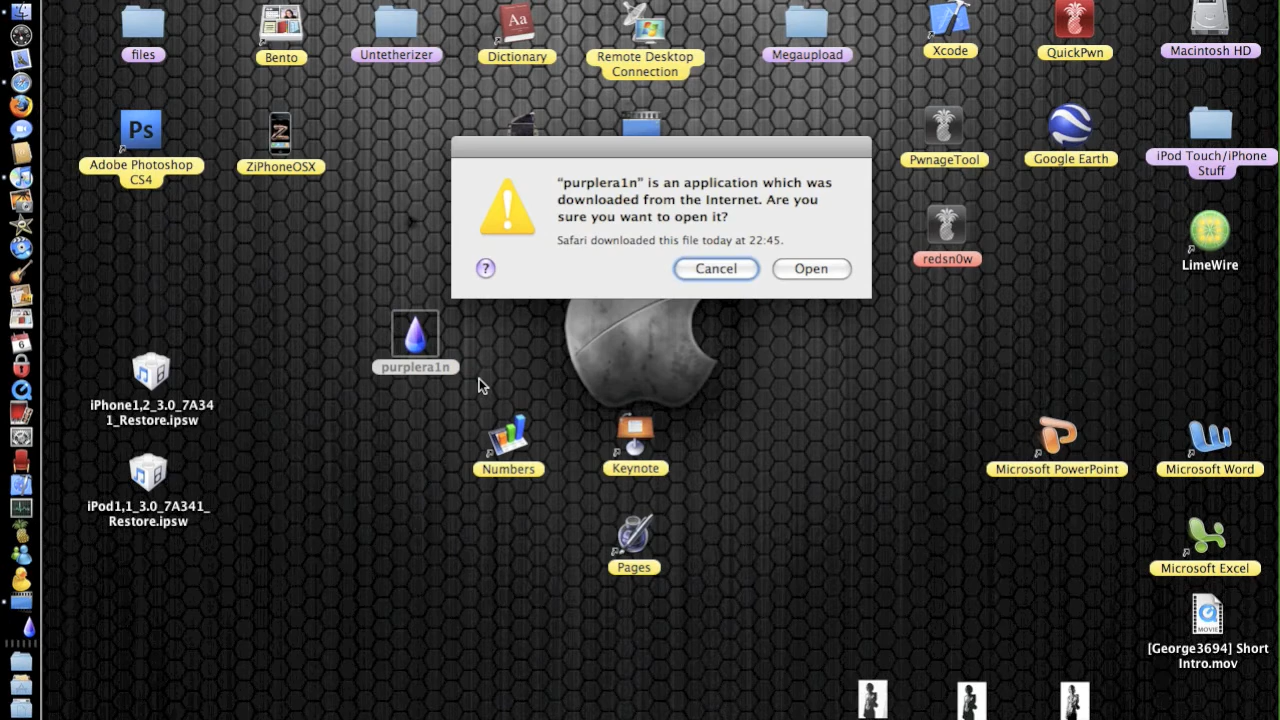 files
Bento
Untetherizer
Dictionary
Remote Desktop
Connection
Megaupload
Xcode
QuickPwn
Macintosh HD
Ps
Adobe Photoshop
CS4
Z
ZiPhoneOSX
PwnageTool
Google Earth
iPod Touch/iPhone
Stuff
“purplera1n” is an application which was
downloaded from the Internet. Are you
sure you want to open it?
Safari downloaded this file today at 22:45.
?
Cancel
Open
redsn0w
LimeWire
purplera1n
iPhone1,2_3.0_7A34
1_Restore.ipsw
Numbers
Keynote
Microsoft PowerPoint
Microsoft Word
iPod1,1_3.0_7A341_
Restore.ipsw
Pages
Microsoft Excel
MOVIE
[George3694] Short
Intro.mov